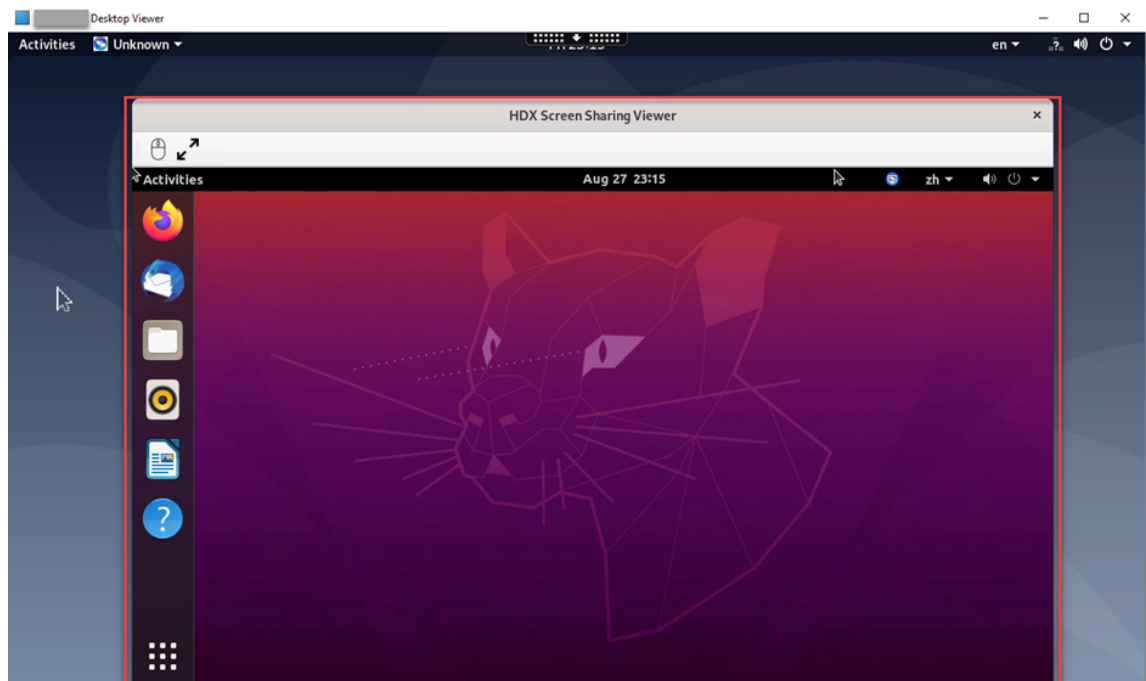 Desktop Viewer
Activities Unknown en
HDX Screen Sharing Viewer
Activities Aug 27 23:15 zh
?